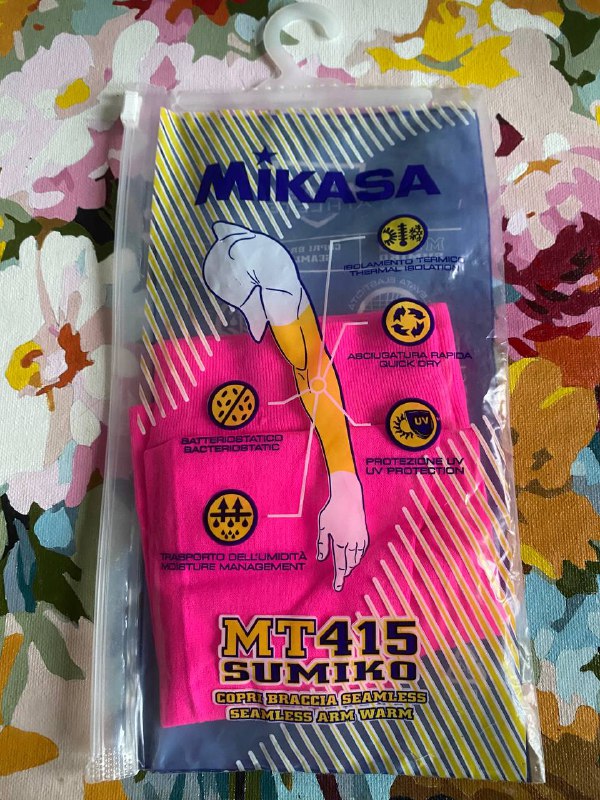 MIKASA
ISOLAMENTO TERMICO
THERMAL ISOLATION
ASCIUGATURA RAPIDA
QUICK DRY
BATTERIOSTATICO
BACTERIOSTATIC
UV
PROTEZIONE UV
UV PROTECTION
TRASPORTO DELL'UMIDITÀ
MOISTURE MANAGEMENT
MT415
SUMIKO
COPRI BRACCIA SEAMLESS
SEAMLESS ARM WARM